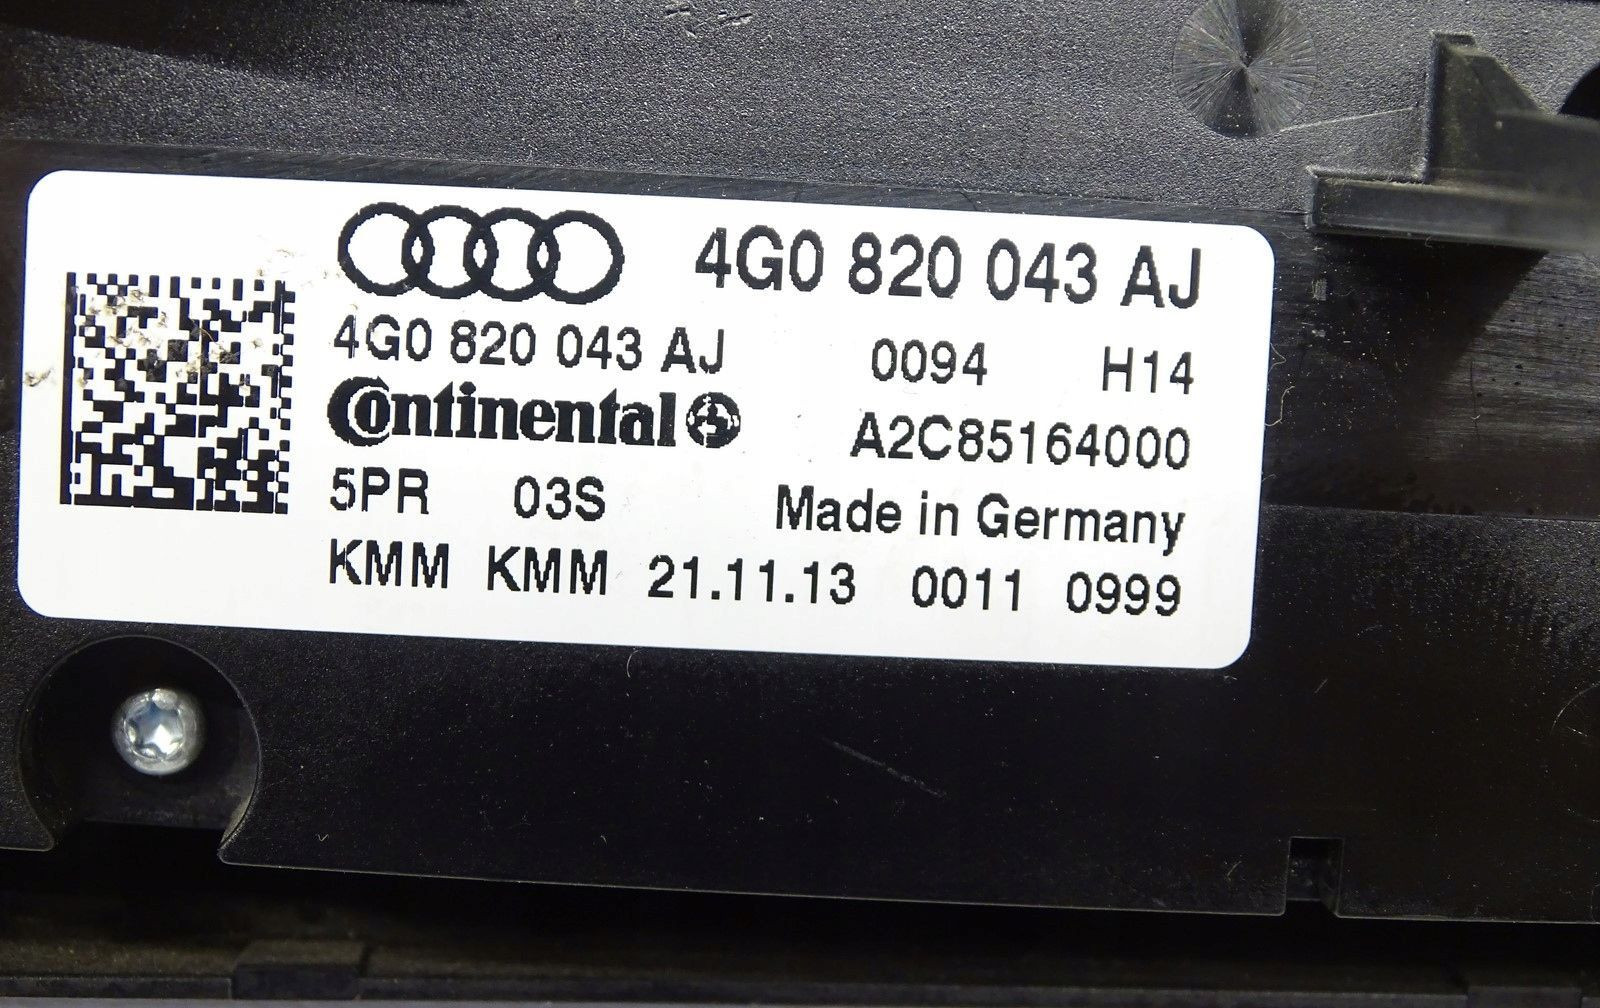 4G0 820 043 AJ
4G0 820 043 AJ 0094 H14
Continental A2C85164000
5PR 03S Made in Germany
KMM KMM 21.11.13 0011 0999